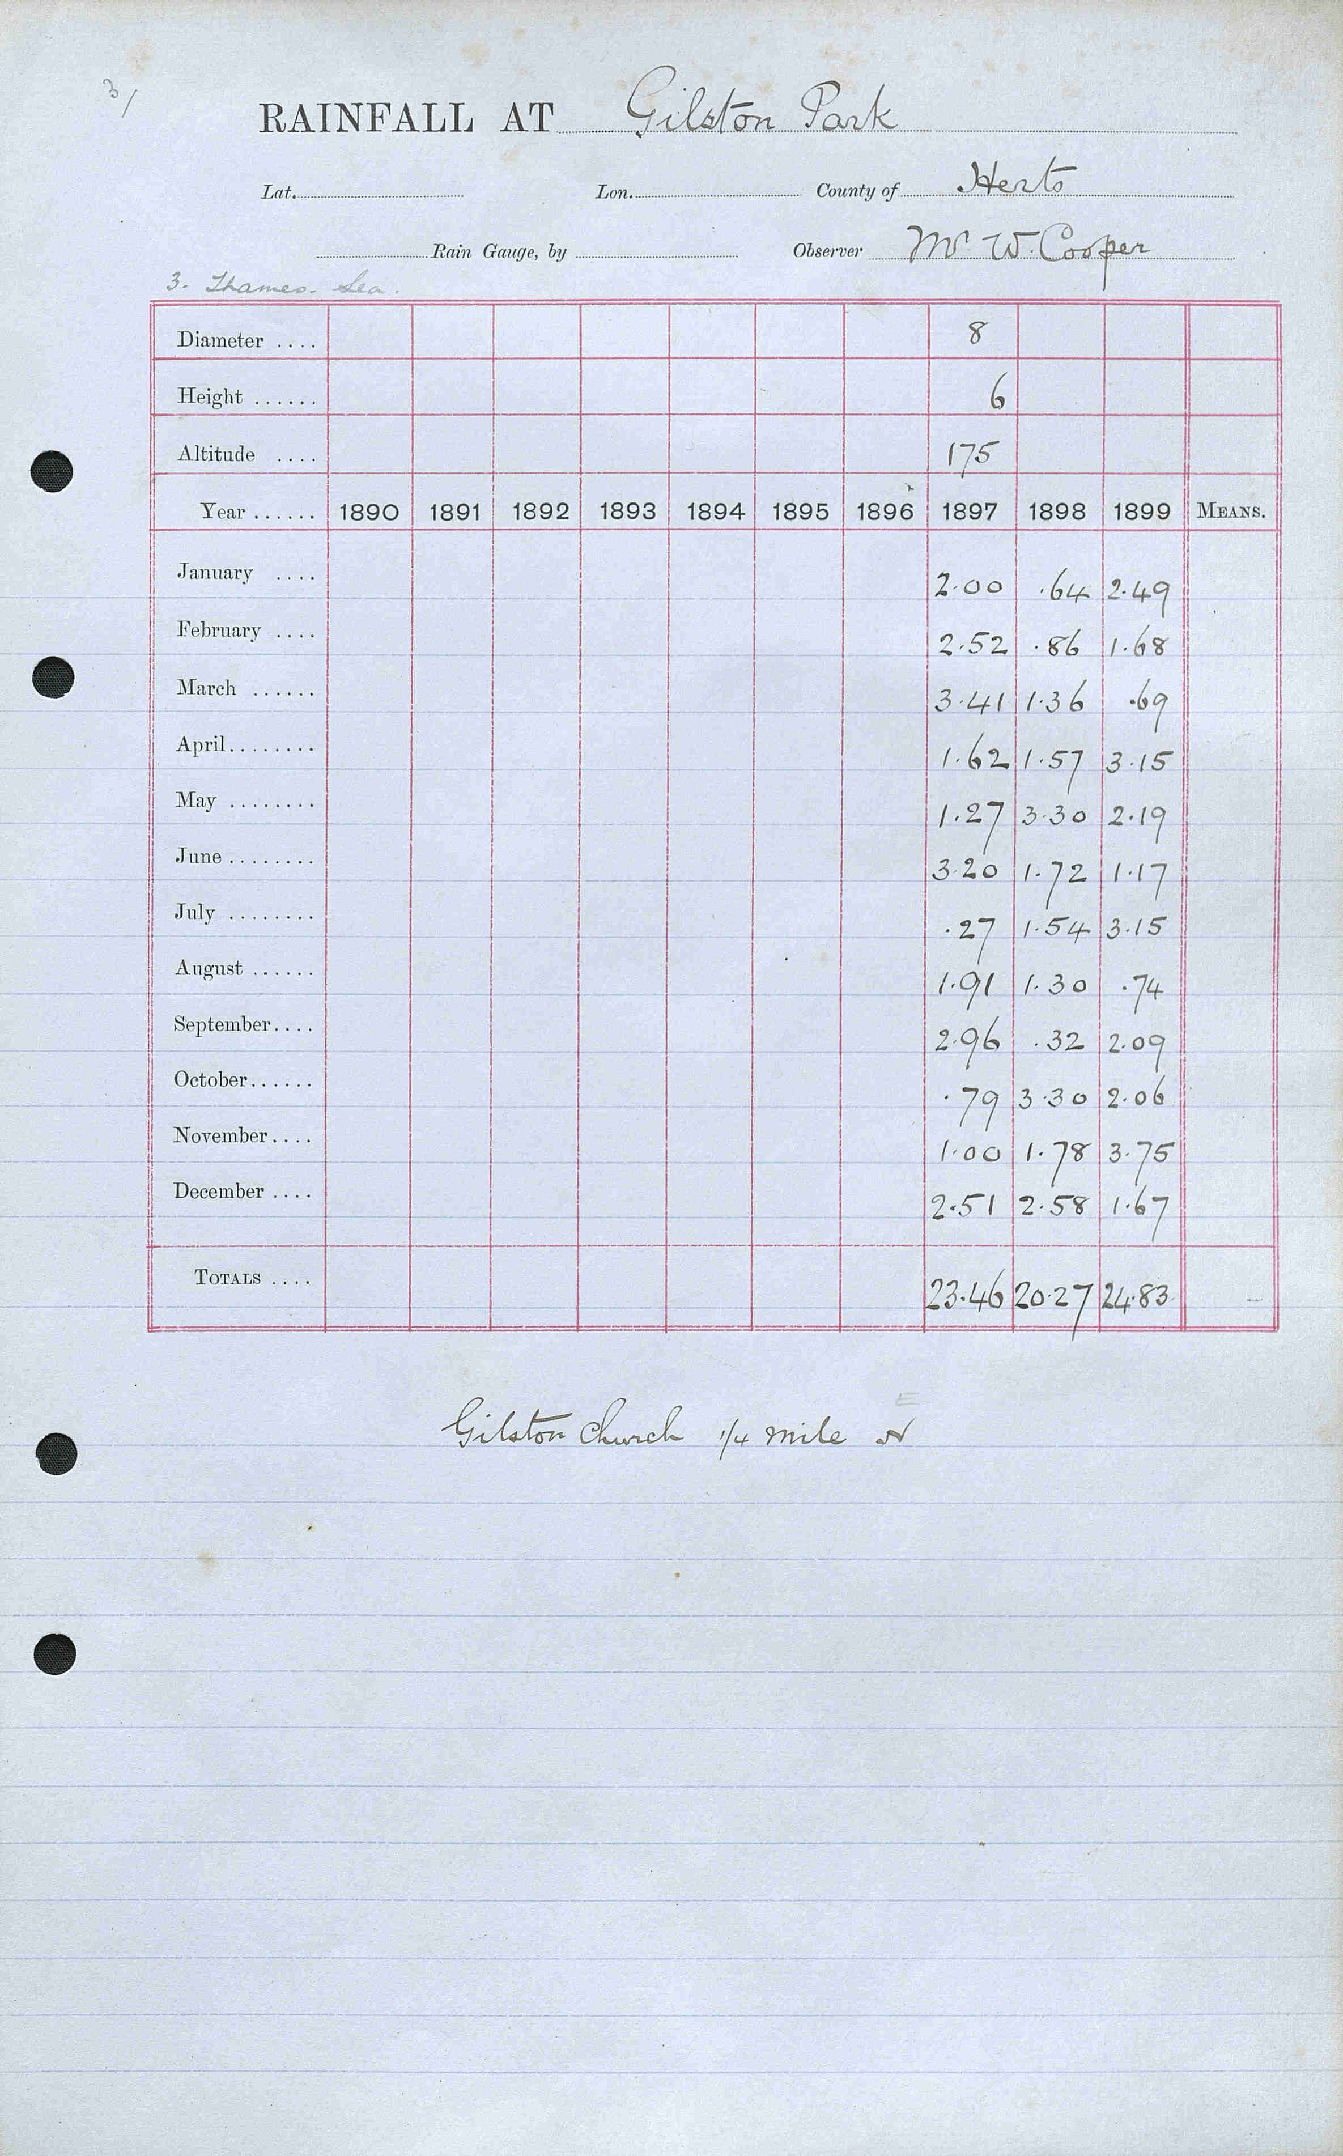 3/
RAINFALL AT Gilston Park
Lat. Lon. County of Herts
Rain Gauge, by Observer Mr W. Cooper
3. Thames. Lea.
Diameter .... 8
Height ...... 6
Altitude .... 175
Year ...... 1890 1891 1892 1893 1894 1895 1896 1897 1898 1899 MEANS.
January .... 2.00 .64 2.49
February .... 2.52 .86 1.68
March ...... 3.41 1.36 .69
April........ 1.62 1.57 3.15
May ........ 1.27 3.30 2.19
June ........ 3.20 1.72 1.17
July ........ .27 1.54 3.15
August ...... 1.91 1.30 .74
September.... 2.96 .32 2.09
October...... .79 3.30 2.06
November.... 1.00 1.78 3.75
December .... 2.51 2.58 1.67
TOTALS .... 23.46 20.27 24.83
E
Gilston Church 1/4 mile N